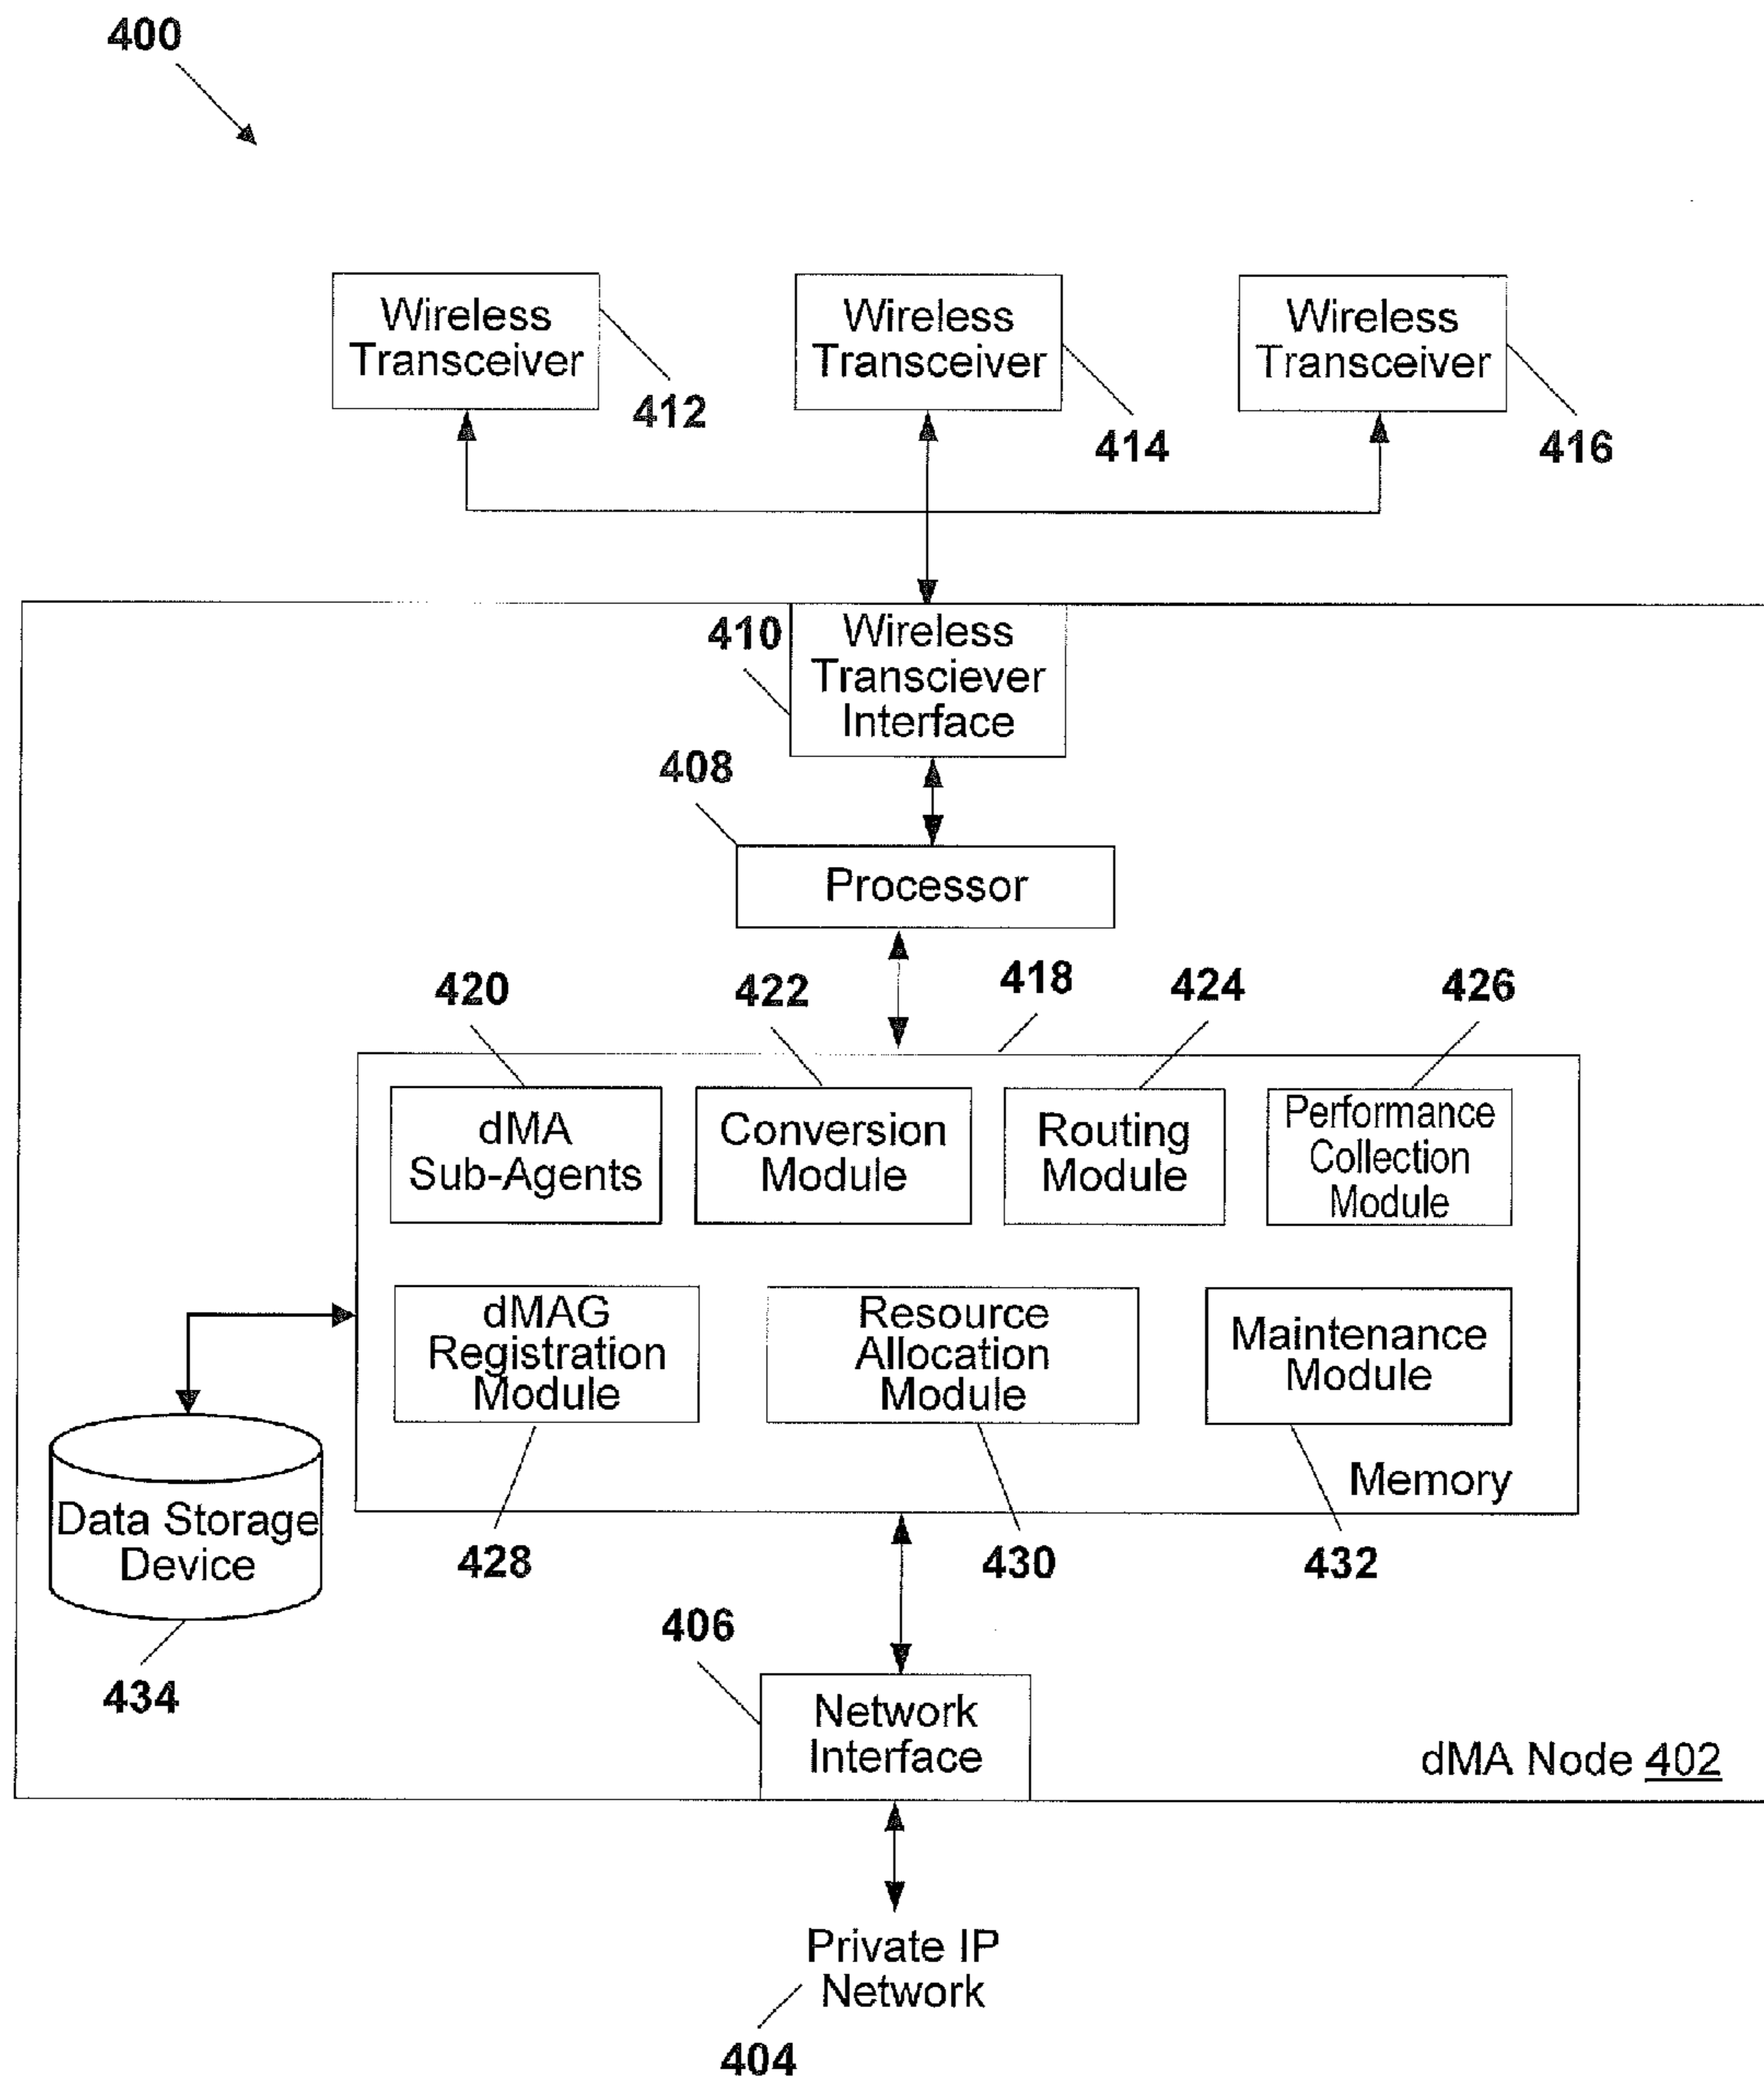 400
Wireless
Transceiver
412
Wireless
Transceiver
414
Wireless
Transceiver
416
410
Wireless
Transciever
Interface
408
Processor
420
422
418
424
426
dMA
Sub-Agents
Conversion
Module
Routing
Module
Performance
Collection
Module
dMAG
Registration
Module
Resource
Allocation
Module
Maintenance
Module
Memory
Data Storage
Device
428
430
432
434
406
Network
Interface
dMA Node 402
Private IP
Network
404